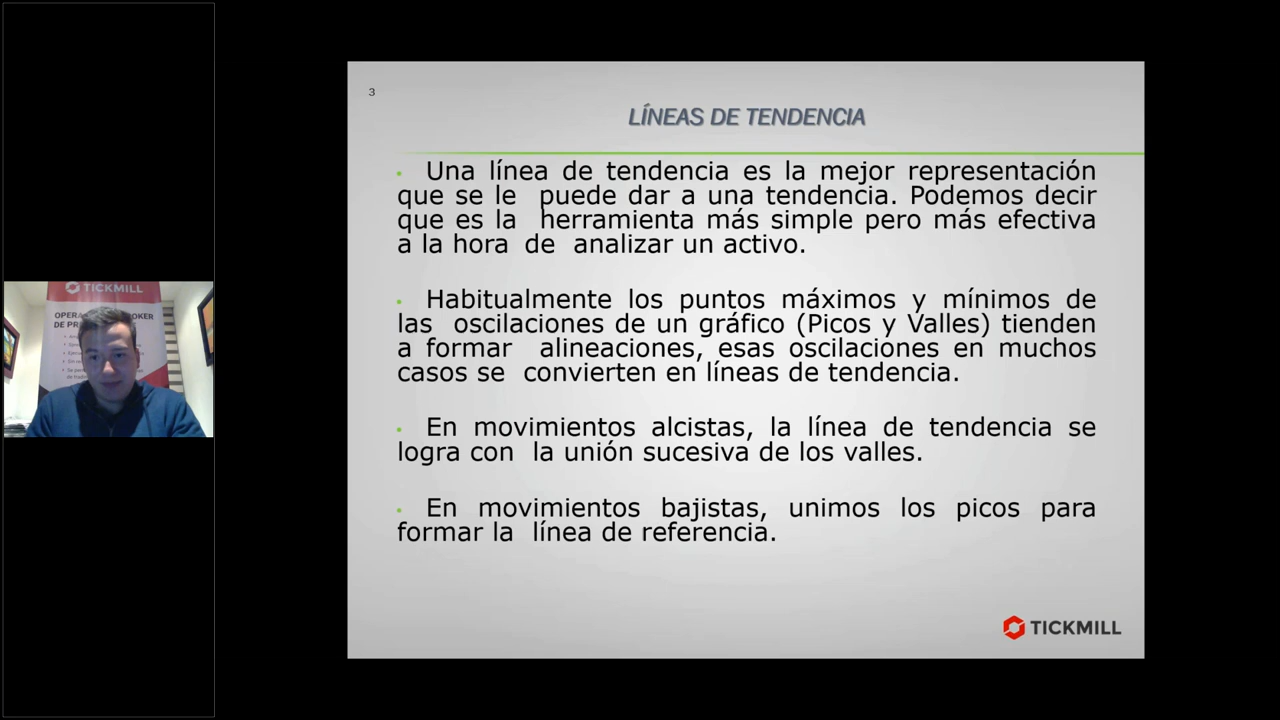 3
LÍNEAS DE TENDENCIA
• Una línea de tendencia es la mejor representación
que se le puede dar a una tendencia. Podemos decir
que es la herramienta más simple pero más efectiva
a la hora de analizar un activo.
• Habitualmente los puntos máximos y mínimos de
las oscilaciones de un gráfico (Picos y Valles) tienden
a formar alineaciones, esas oscilaciones en muchos
casos se convierten en líneas de tendencia.
• En movimientos alcistas, la línea de tendencia se
logra con la unión sucesiva de los valles.
• En movimientos bajistas, unimos los picos para
formar la línea de referencia.
TICKMILL
TICKMILL